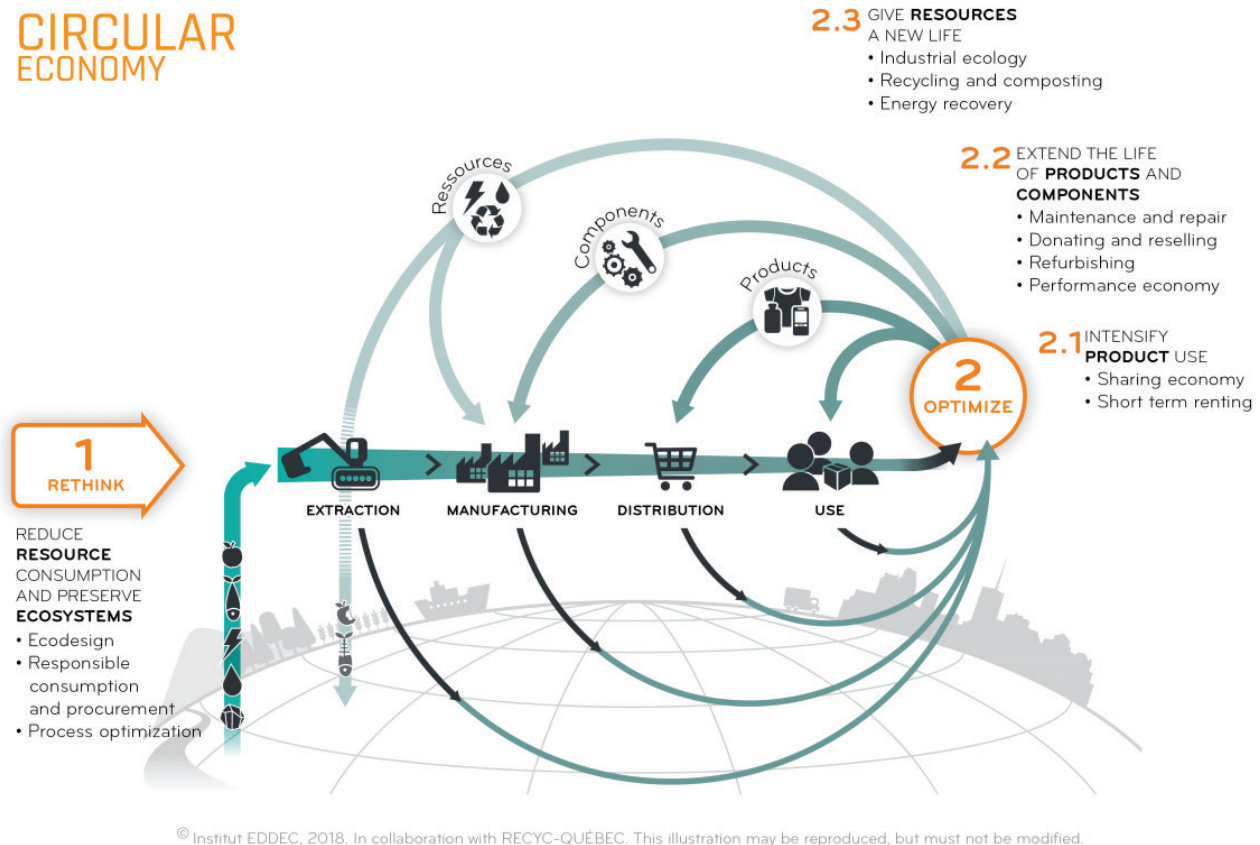 CIRCULAR
ECONOMY
2.3 GIVE RESOURCES
A NEW LIFE
• Industrial ecology
• Recycling and composting
• Energy recovery
2.2 EXTEND THE LIFE
OF PRODUCTS AND
COMPONENTS
• Maintenance and repair
• Donating and reselling
• Refurbishing
• Performance economy
2.1 INTENSIFY
PRODUCT USE
• Sharing economy
• Short term renting
Ressources
Components
Products
2
OPTIMIZE
1
RETHINK
EXTRACTION
MANUFACTURING
DISTRIBUTION
USE
REDUCE
RESOURCE
CONSUMPTION
AND PRESERVE
ECOSYSTEMS
• Ecodesign
• Responsible
consumption
and procurement
• Process optimization
© Institut EDDEC, 2018. In collaboration with RECYC-QUÉBEC. This illustration may be reproduced, but must not be modified.